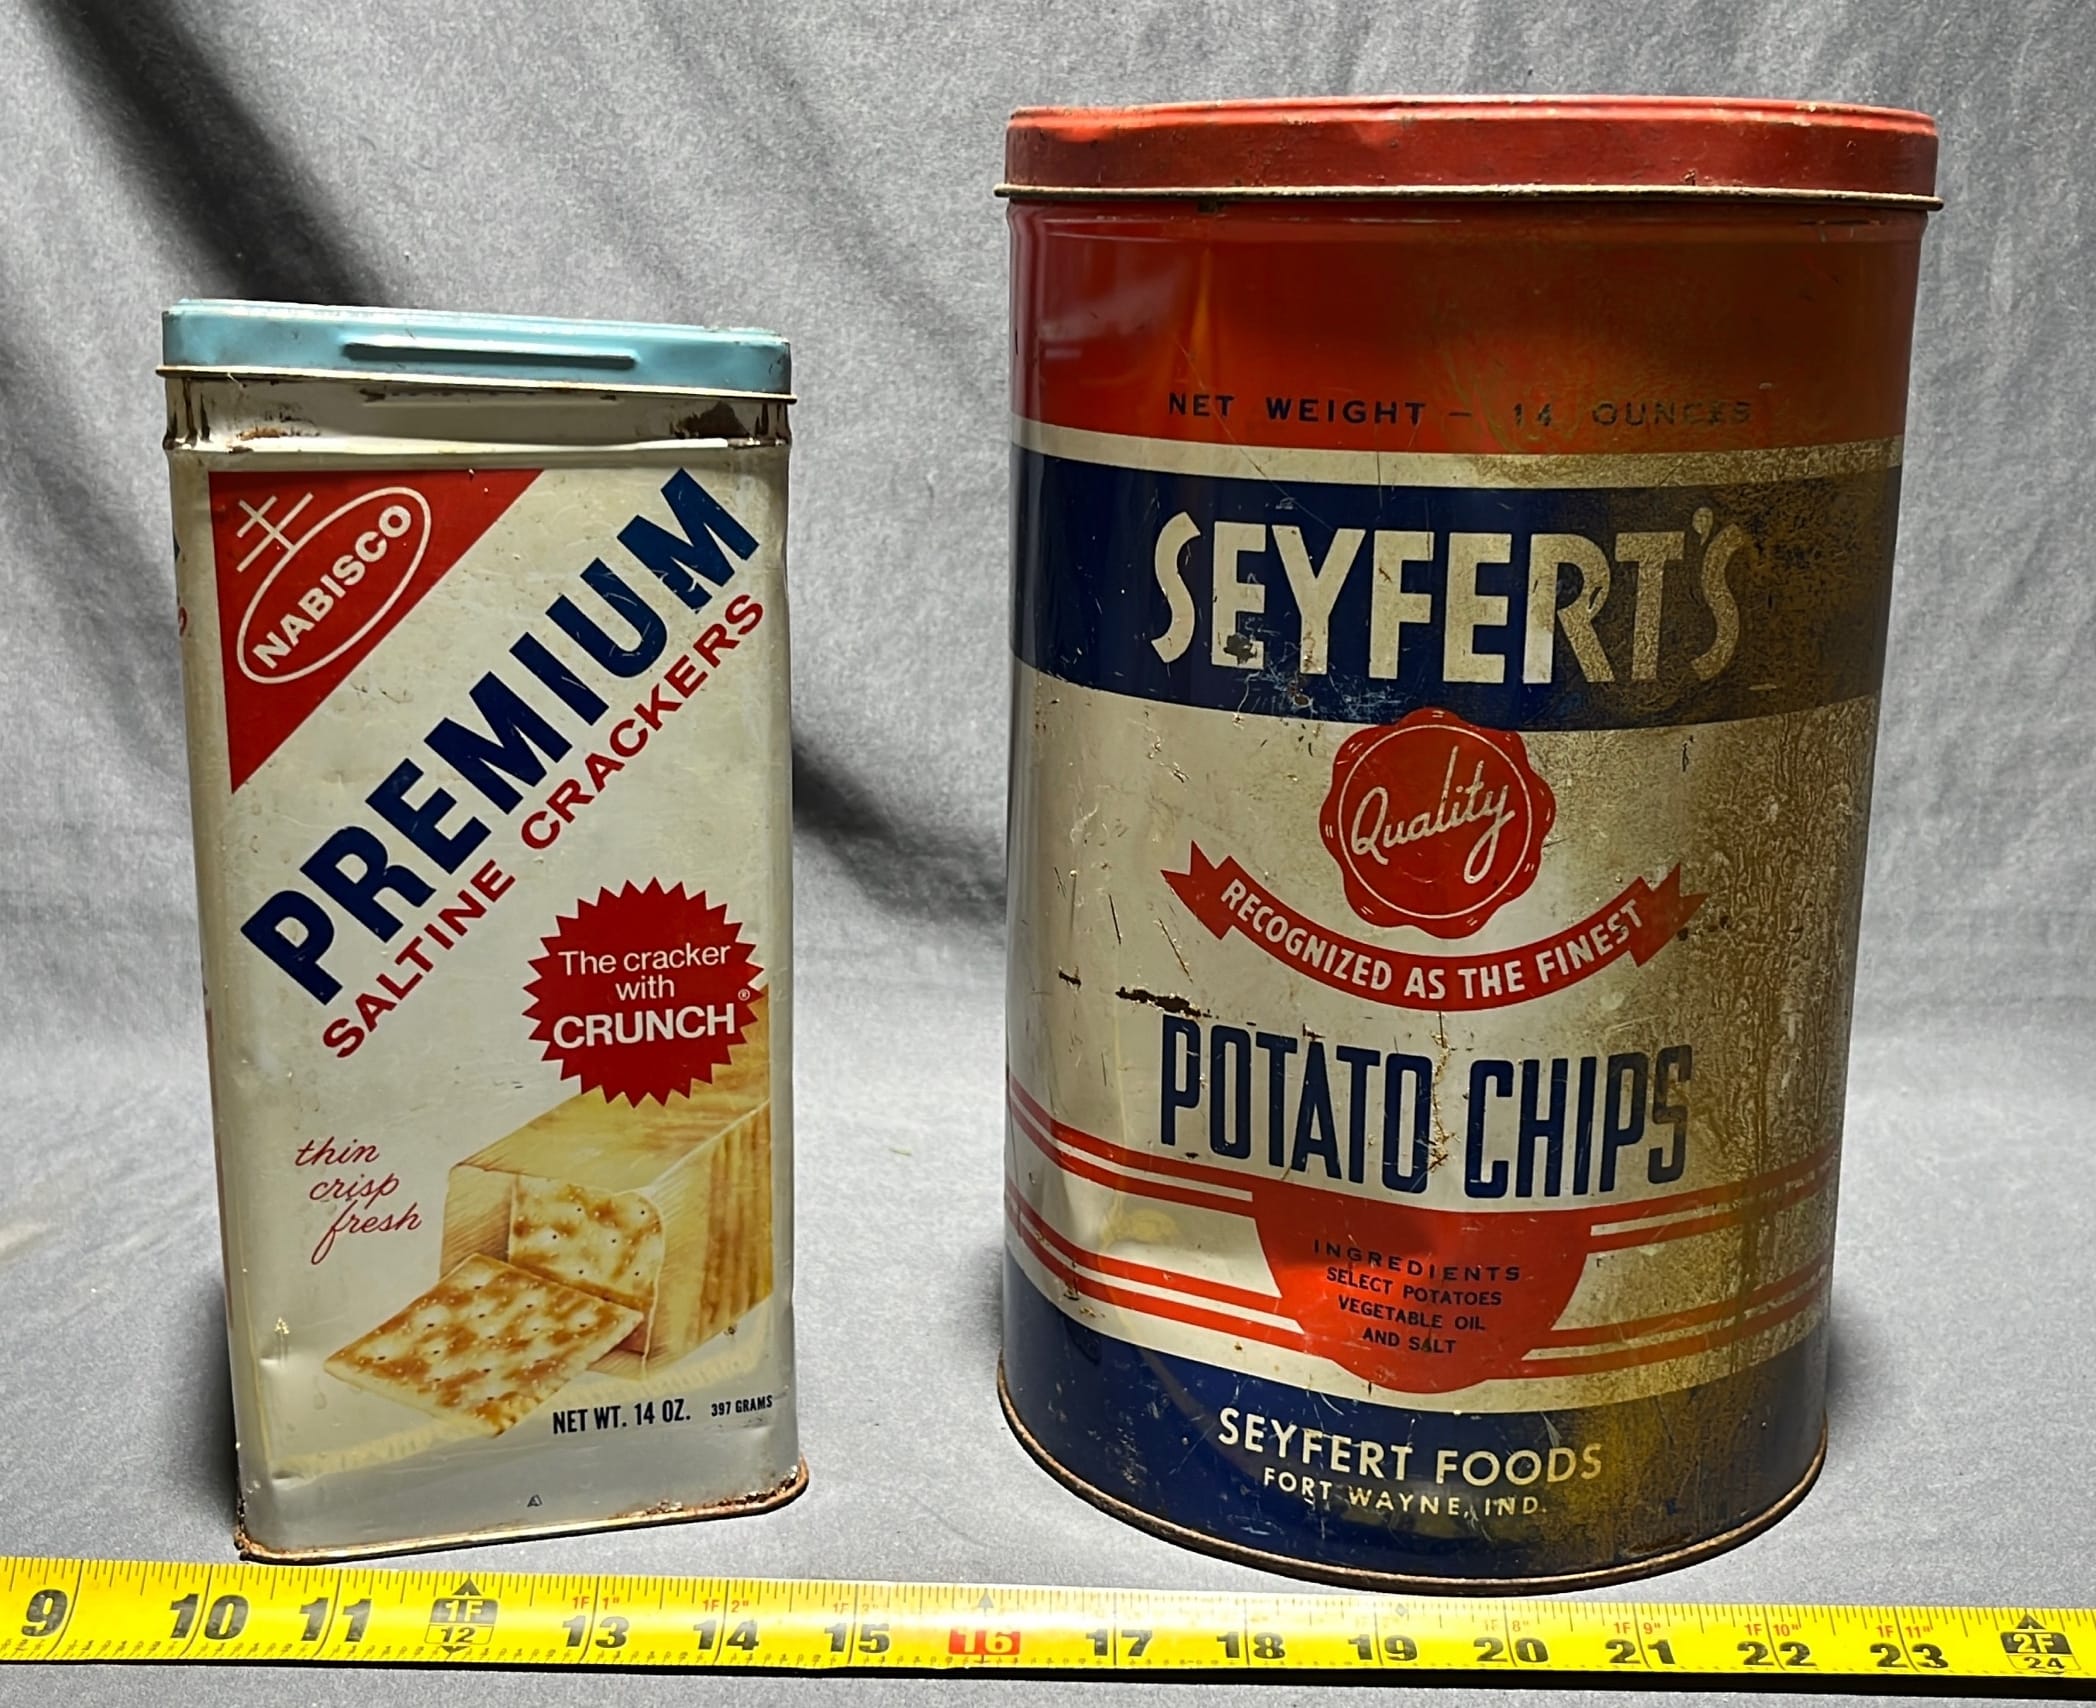 NABISCO
PREMIUM
SALTINE CRACKERS
The cracker
with
CRUNCH®
thin
crisp
fresh
NET WT. 14 OZ. 397 GRAMS
NET WEIGHT — 14 OUNCES
SEYFERT'S
Quality
RECOGNIZED AS THE FINEST
POTATO CHIPS
INGREDIENTS
SELECT POTATOES
VEGETABLE OIL
AND SALT
SEYFERT FOODS
FORT WAYNE, IND.
1F 1" 1F 2" 1F 3" 1F 8" 1F 9" 1F 10" 1F 11"
9 10 11 1F 12 13 14 15 16 17 18 19 20 21 22 23 2F 24